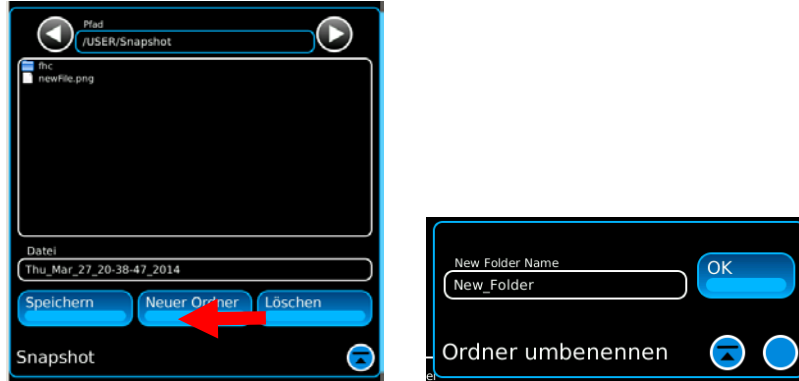 Pfad
/USER/Snapshot
fhc
newFile.png
Datei
Thu_Mar_27_20-38-47_2014
Speichern
Neuer Ordner
Löschen
Snapshot
New Folder Name
New_Folder
OK
Ordner umbenennen
er